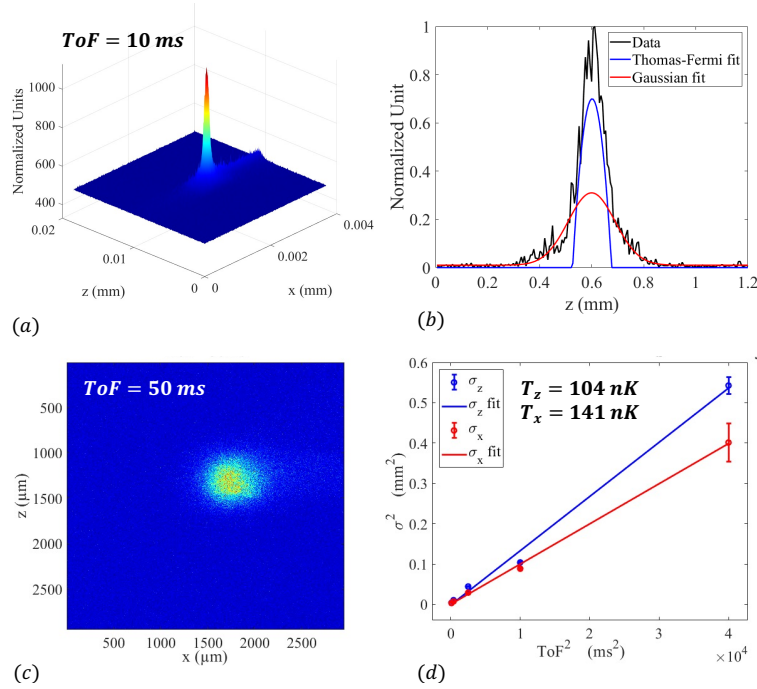 ToF = 10 ms
Normalized Units
1000
800
600
400
0.02
0.01
0
z (mm)
0
0.002
0.004
x (mm)
(a)
Normalized Unit
1
0.8
0.6
0.4
0.2
0
0
0.2
0.4
0.6
0.8
1
1.2
z (mm)
Data
Thomas-Fermi fit
Gaussian fit
(b)
ToF = 50 ms
z (μm)
500
1000
1500
2000
2500
500
1000
1500
2000
2500
x (μm)
(c)
σ² (mm²)
0.6
0.5
0.4
0.3
0.2
0.1
0
0
1
2
3
4
×10⁴
ToF² (ms²)
σz
σz fit
σx
σx fit
Tz = 104 nK
Tx = 141 nK
(d)